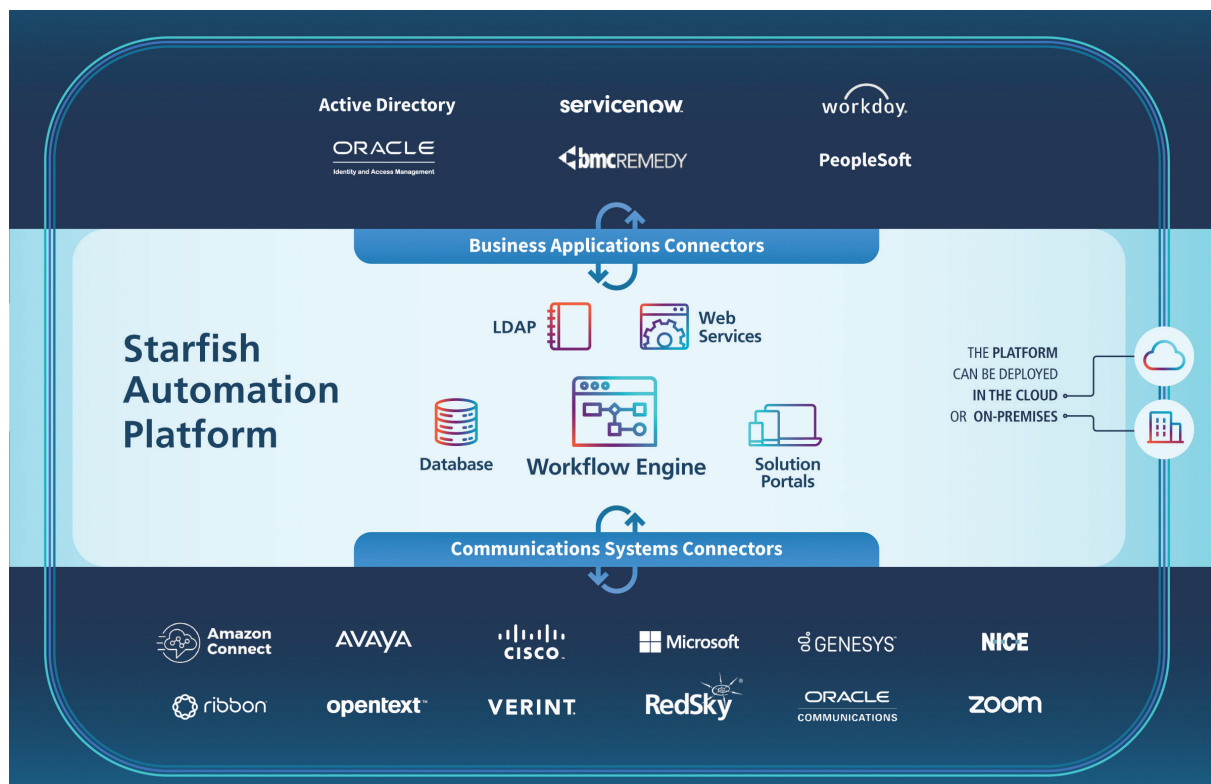 Active Directory
servicenow.
workday.
ORACLE
Identity and Access Management
bmcREMEDY
PeopleSoft
Business Applications Connectors
LDAP
Web
Services
Starfish
Automation
Platform
Database
Workflow Engine
Solution
Portals
THE PLATFORM
CAN BE DEPLOYED
IN THE CLOUD
OR ON-PREMISES
Communications Systems Connectors
Amazon
Connect
AVAYA
CISCO
Microsoft
GENESYS
NICE
ribbon
opentext™
VERINT.
RedSky®
ORACLE
COMMUNICATIONS
zoom